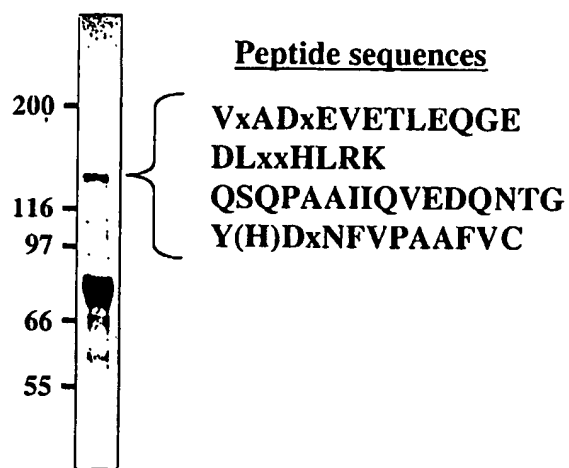 Peptide sequences
200
116
97
66
55
VxADxEVETLEQGE
DLxxHLRK
QSQPAAIIQVEDQNTG
Y(H)DxNFVPAAFVC